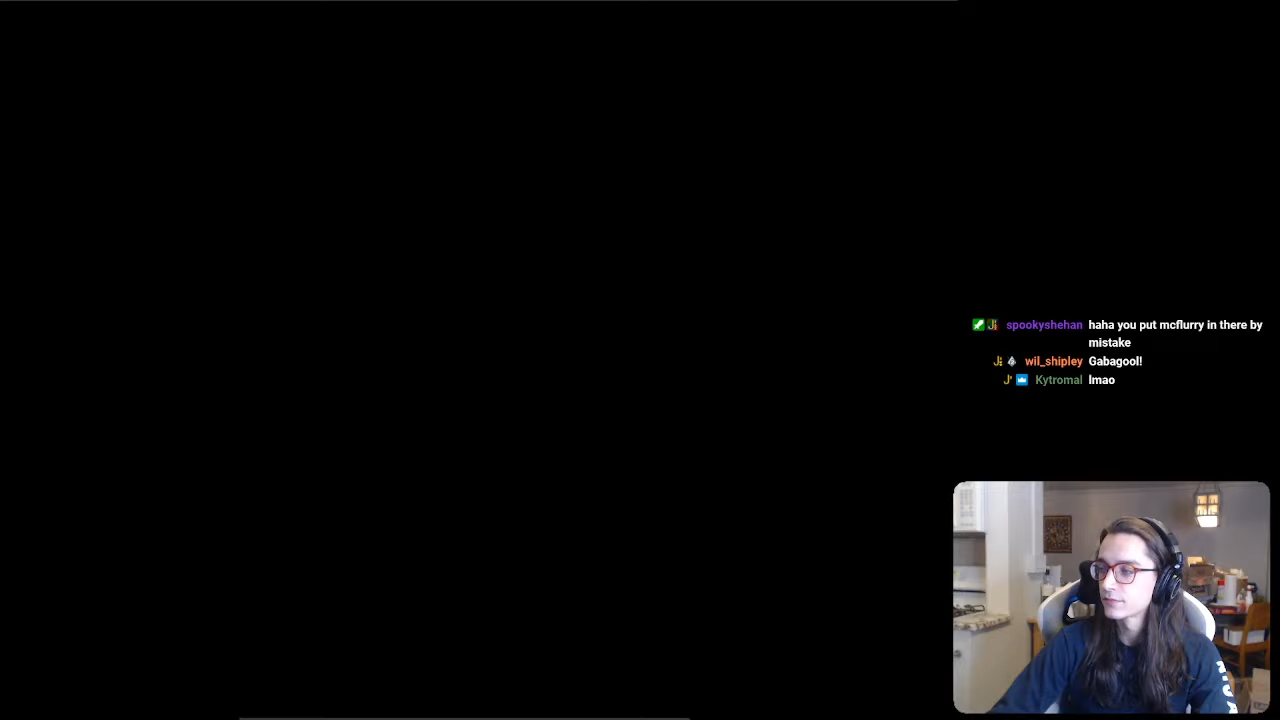 spookyshehan haha you put mcflurry in there by
mistake
wil_shipley Gabagool!
Kytromal lmao